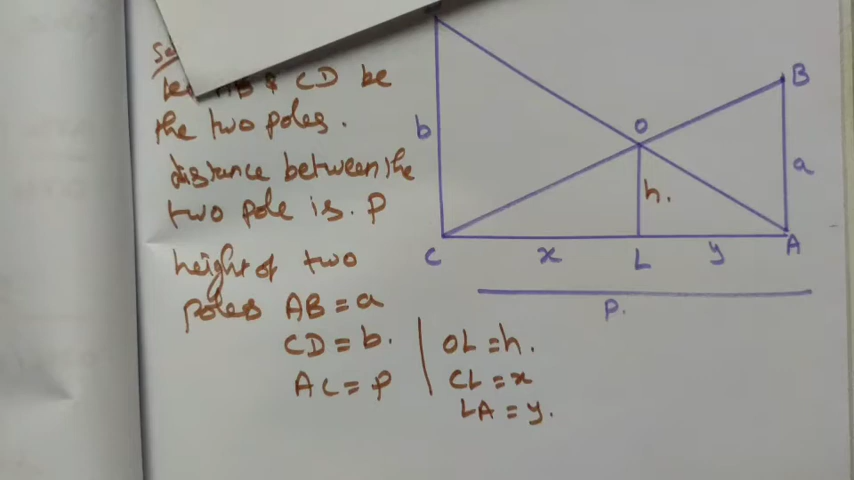 AB & CD be
the two poles.
distance between the
two pole is. P
height of two
poles AB = a
CD = b.
AC = P
OL = h.
CL = x
LA = y.
b
O
B
a
h.
C
x
L
y
A
P.